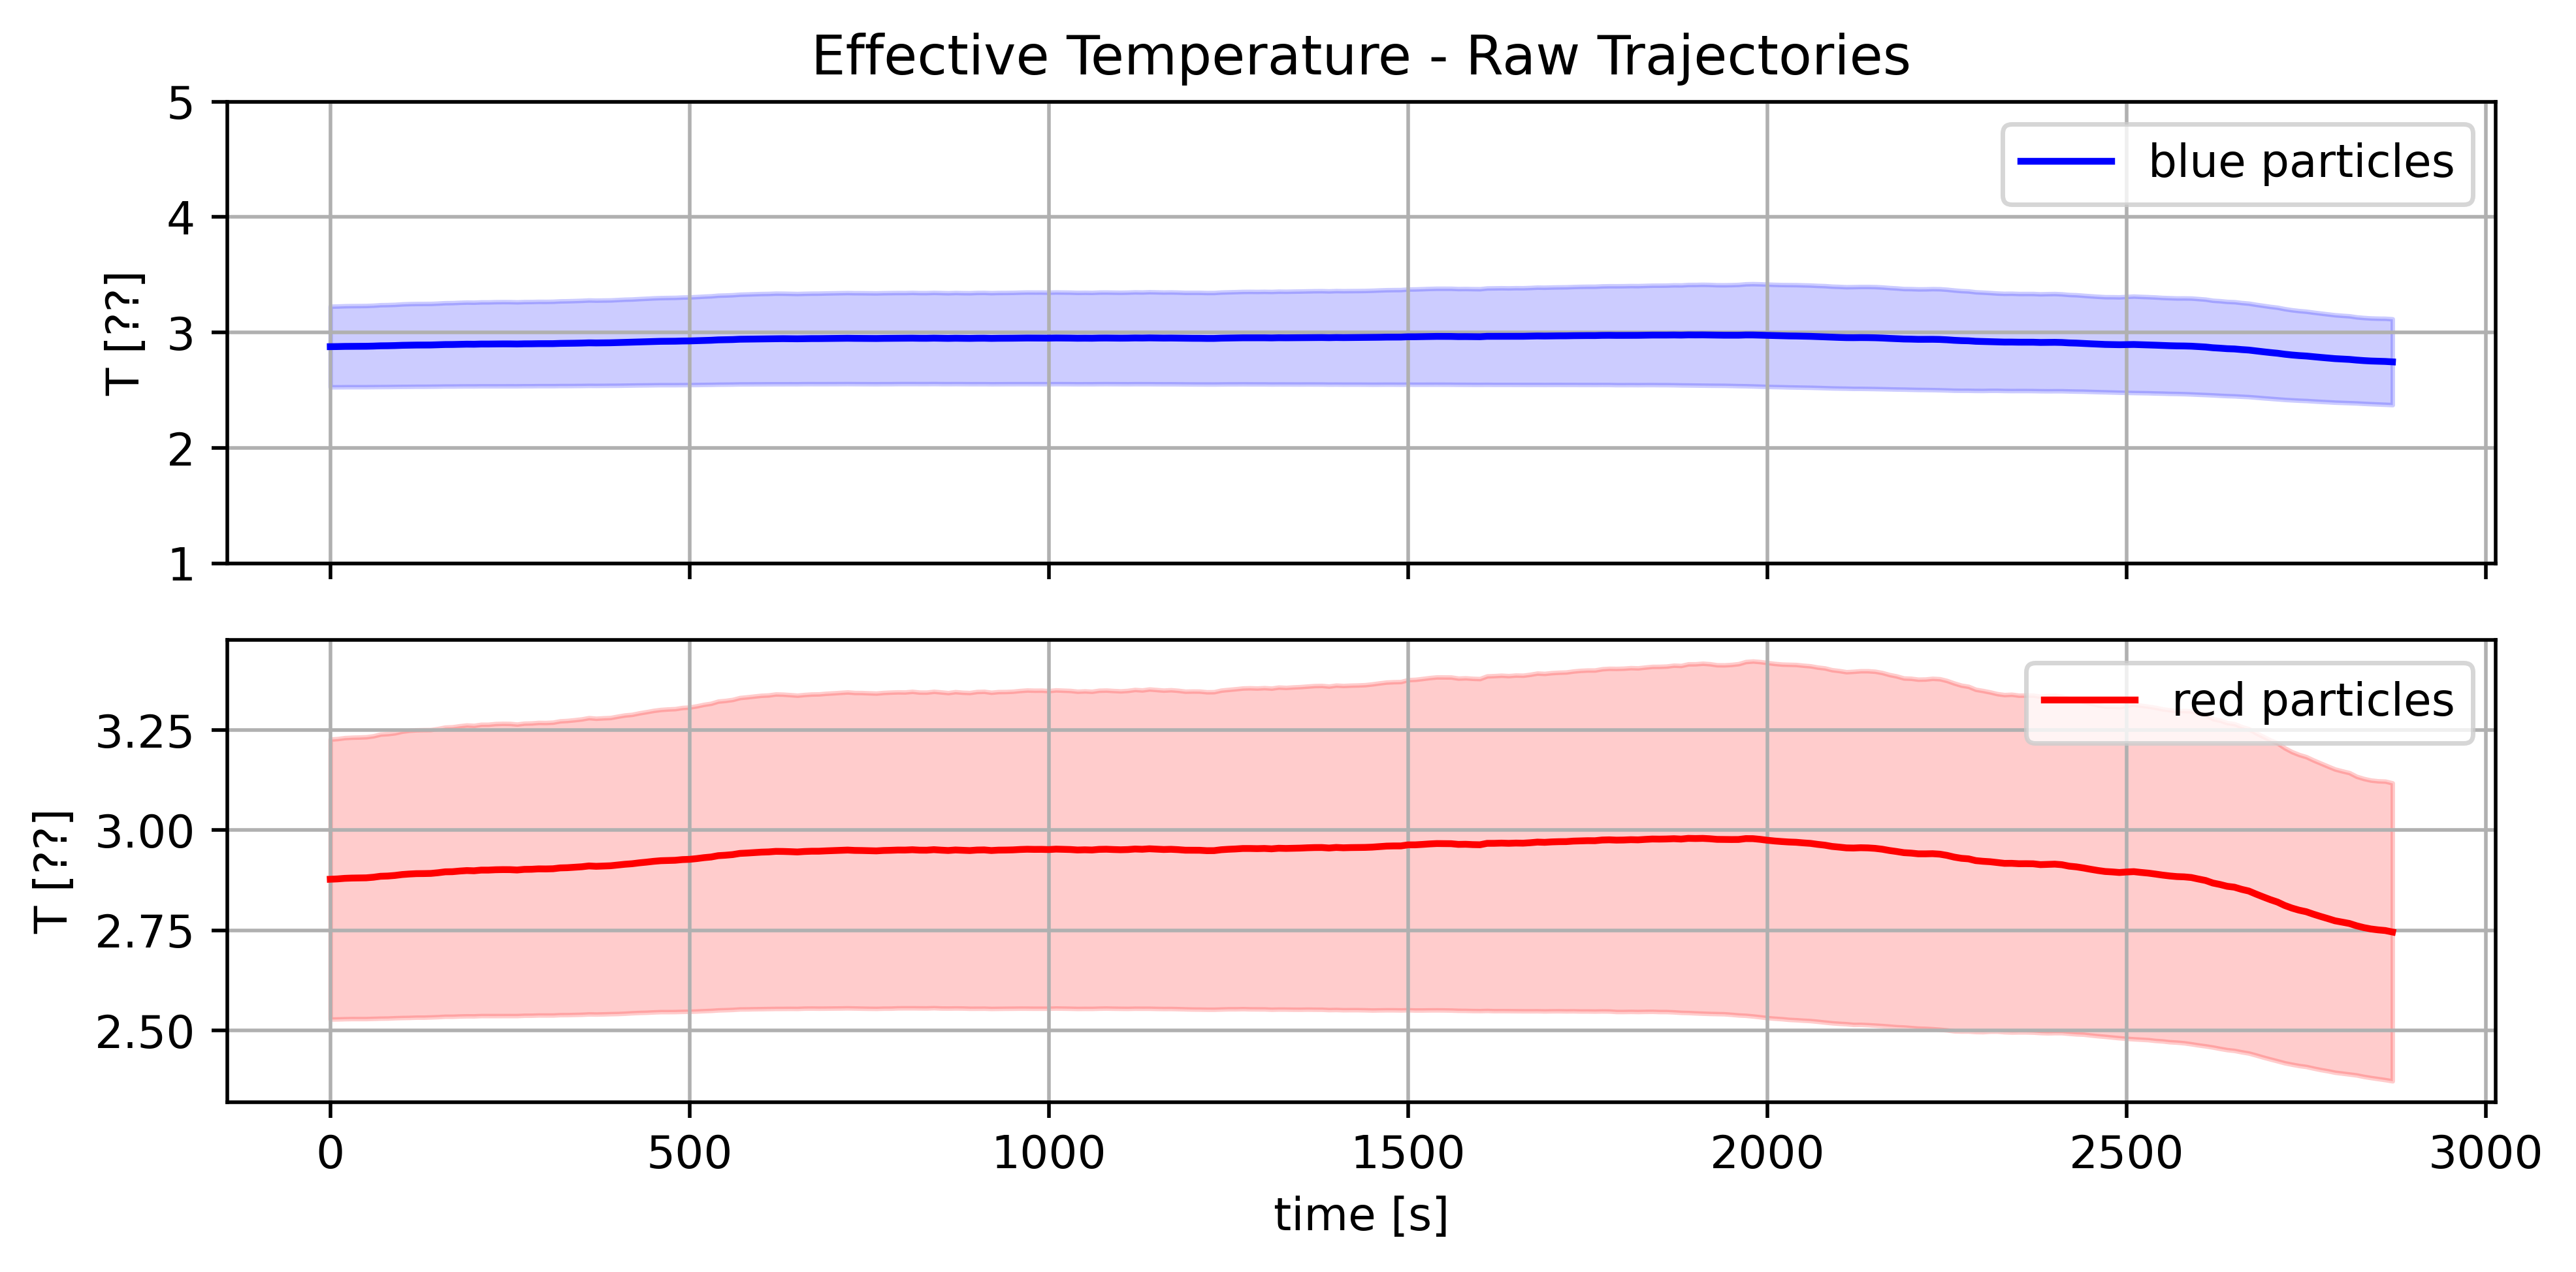 Effective Temperature - Raw Trajectories
5
4
3
2
1
T [??]
blue particles
3.25
3.00
2.75
2.50
T [??]
red particles
0 500 1000 1500 2000 2500 3000
time [s]